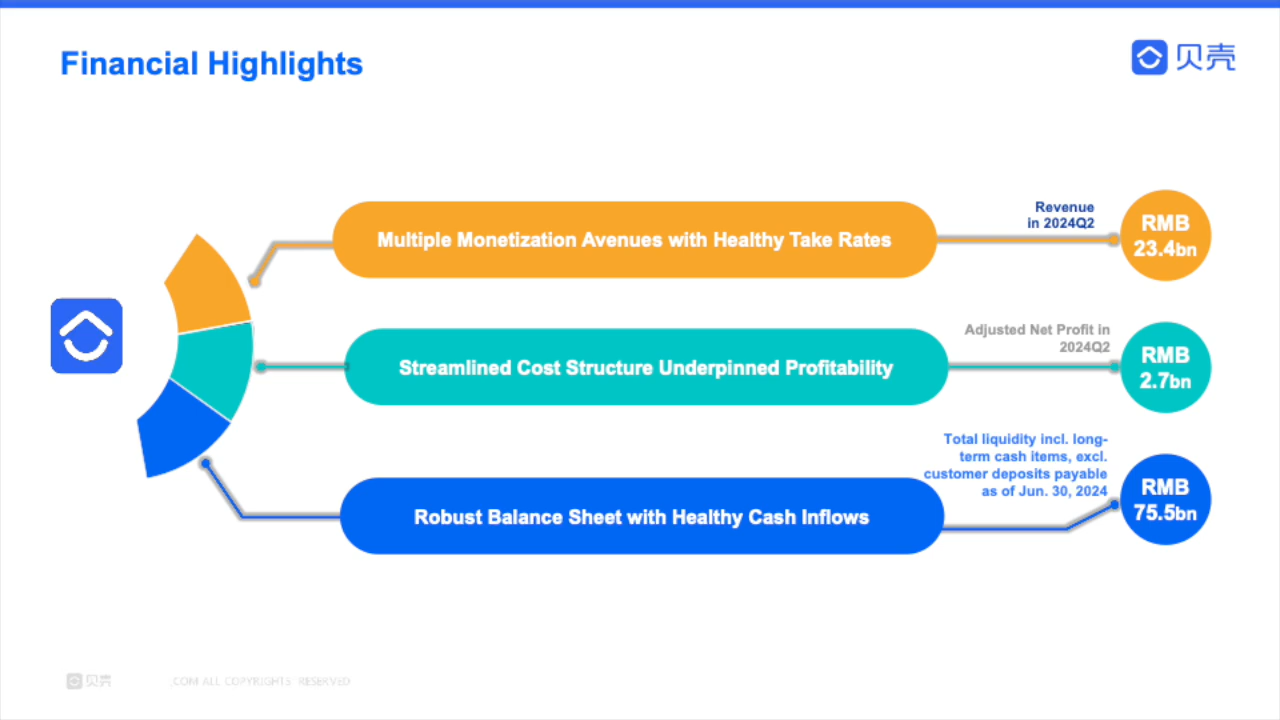 Financial Highlights
贝壳
Multiple Monetization Avenues with Healthy Take Rates
Revenue
in 2024Q2
RMB
23.4bn
Streamlined Cost Structure Underpinned Profitability
Adjusted Net Profit in
2024Q2
RMB
2.7bn
Robust Balance Sheet with Healthy Cash Inflows
Total liquidity incl. long-
term cash items, excl.
customer deposits payable
as of Jun. 30, 2024
RMB
75.5bn
贝壳
.COM ALL COPYRIGHTS RESERVED